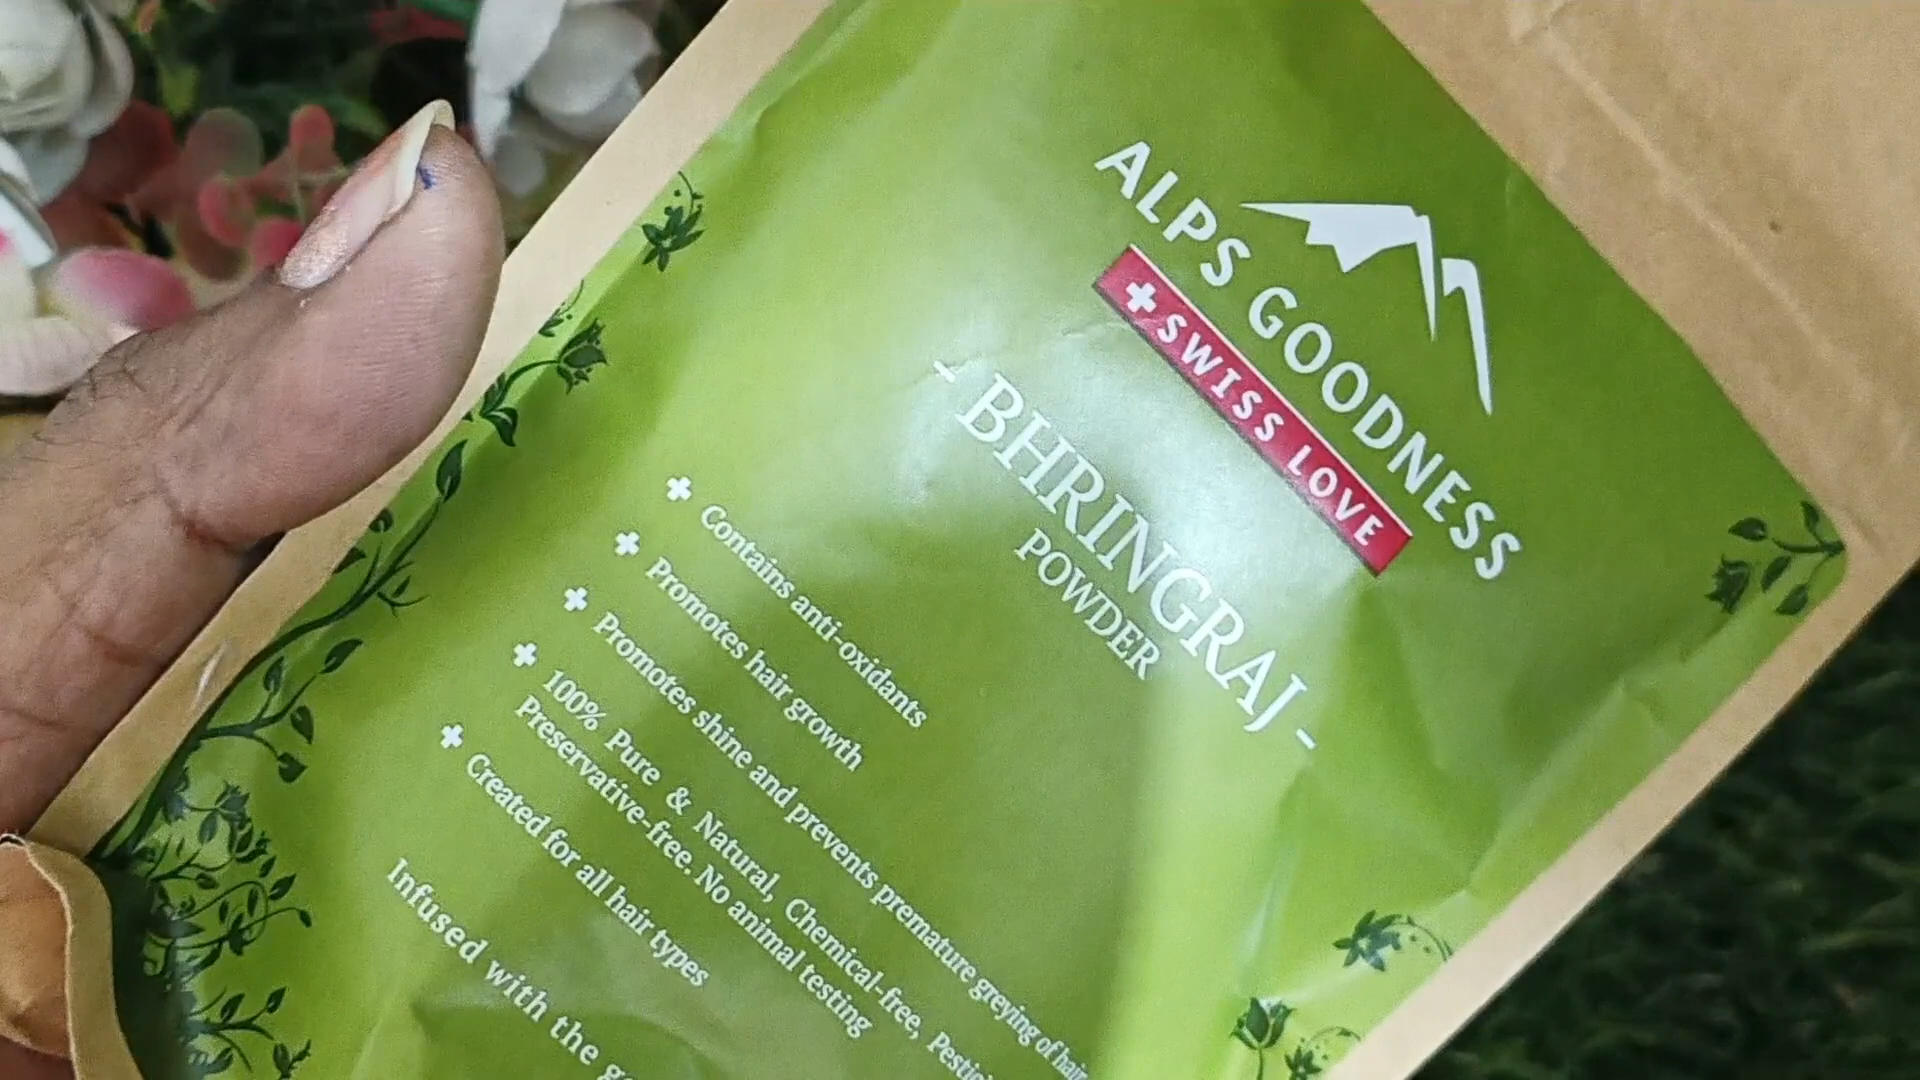 ALPS GOODNESS
SWISS LOVE
- BHRINGRAJ -
POWDER
Contains anti-oxidants
Promotes hair growth
Promotes shine and prevents premature greying of hair
100% Pure & Natural, Chemical-free,
Preservative-free. No animal testing
Created for all hair types
Infused with the